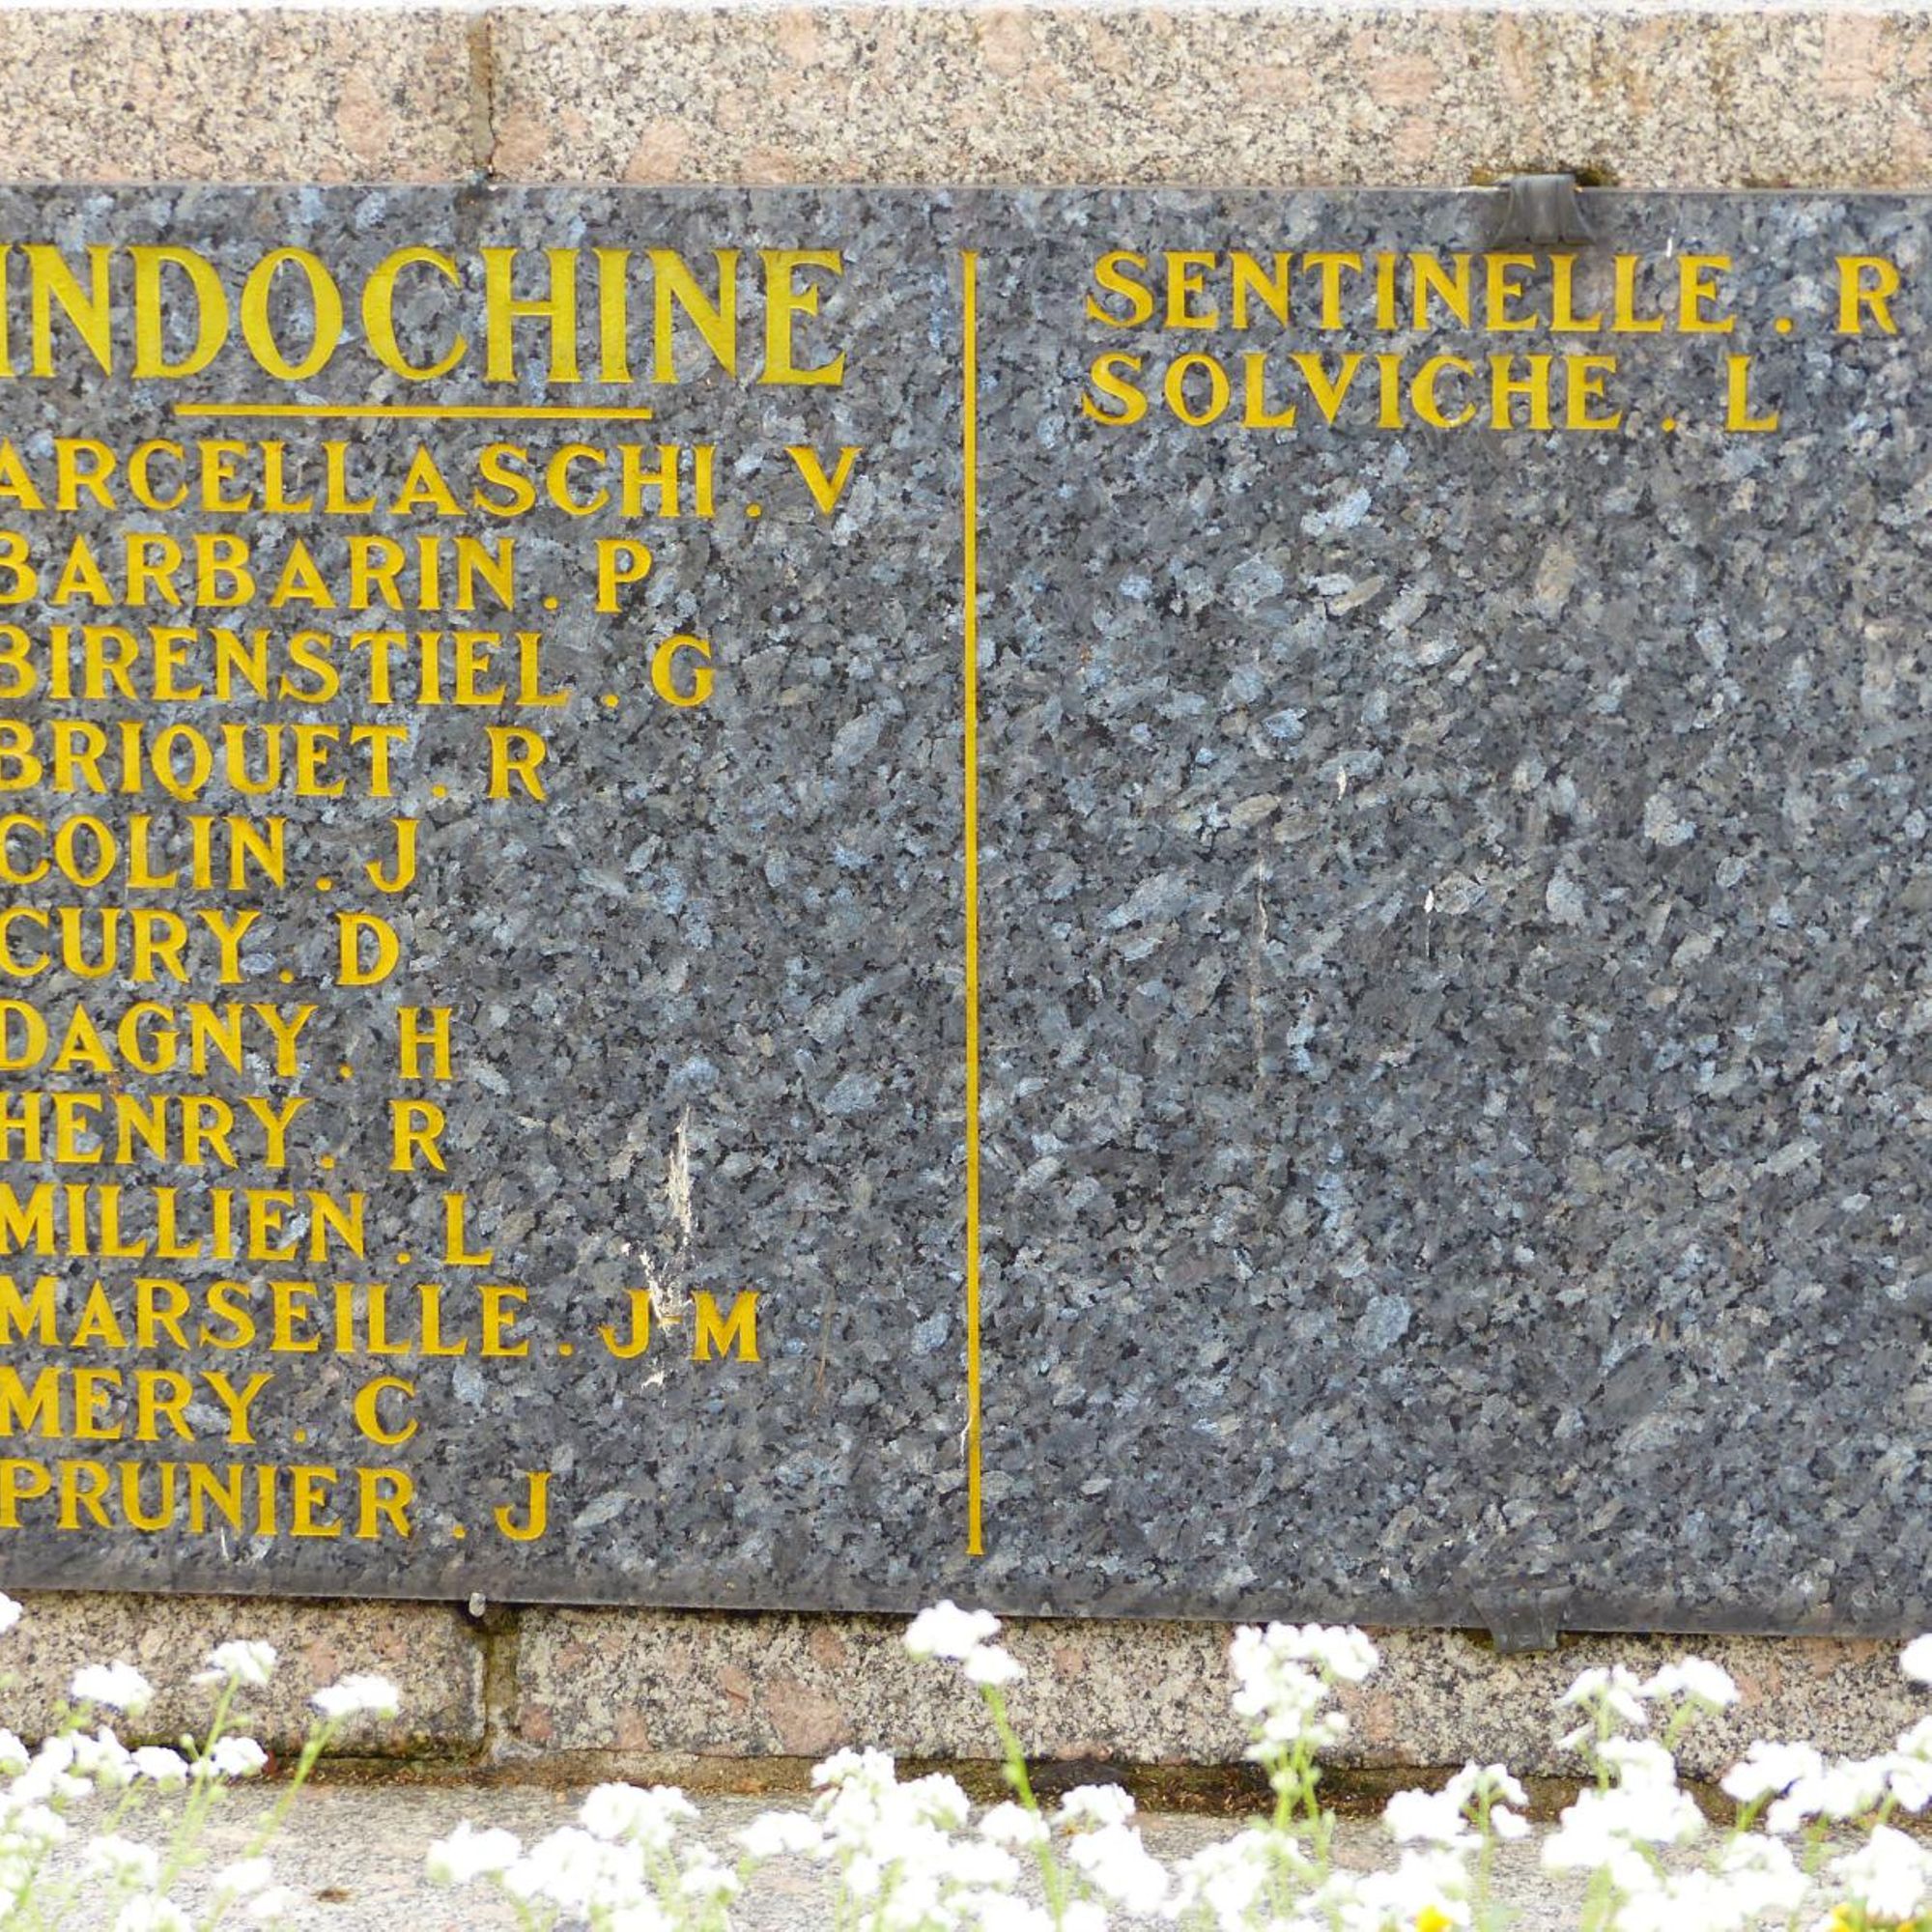 INDOCHINE
ARCELLASCHI . V
BARBARIN . P
BIRENSTIEL . G
BRIQUET . R
COLIN . J
CURY . D
DAGNY . H
HENRY . R
MILLIEN . L
MARSEILLE . J-M
MERY . C
PRUNIER . J
SENTINELLE . R
SOLVICHE . L